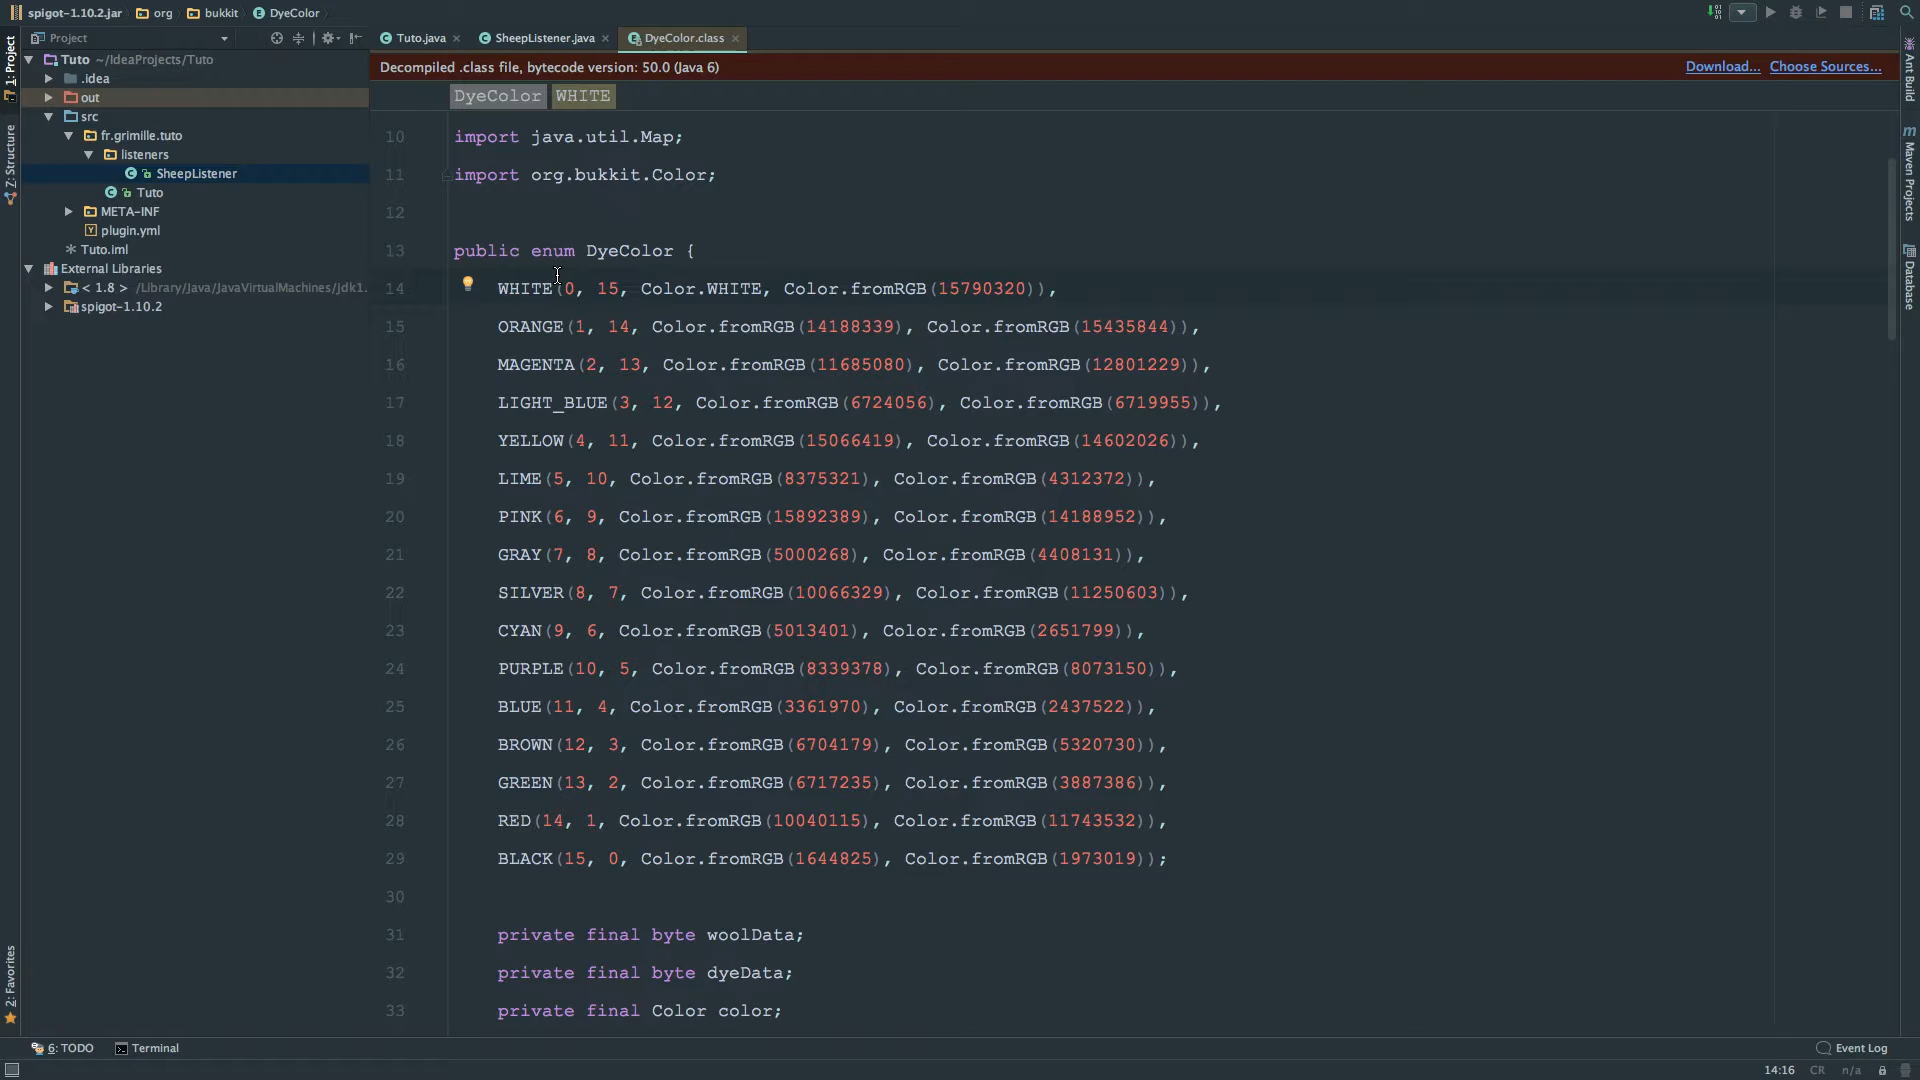 spigot-1.10.2.jar org bukkit DyeColor
Project
Tuto.java SheepListener.java DyeColor.class
Tuto ~/IdeaProjects/Tuto
.idea
out
src
fr.grimille.tuto
listeners
SheepListener
Tuto
META-INF
plugin.yml
Tuto.iml
External Libraries
< 1.8 > /Library/Java/JavaVirtualMachines/jdk1.
spigot-1.10.2
1: Project
7: Structure
2: Favorites
Decompiled .class file, bytecode version: 50.0 (Java 6) Download... Choose Sources...
DyeColor WHITE
10 import java.util.Map;
11 import org.bukkit.Color;
12
13 public enum DyeColor {
14 WHITE(0, 15, Color.WHITE, Color.fromRGB(15790320)),
15 ORANGE(1, 14, Color.fromRGB(14188339), Color.fromRGB(15435844)),
16 MAGENTA(2, 13, Color.fromRGB(11685080), Color.fromRGB(12801229)),
17 LIGHT_BLUE(3, 12, Color.fromRGB(6724056), Color.fromRGB(6719955)),
18 YELLOW(4, 11, Color.fromRGB(15066419), Color.fromRGB(14602026)),
19 LIME(5, 10, Color.fromRGB(8375321), Color.fromRGB(4312372)),
20 PINK(6, 9, Color.fromRGB(15892389), Color.fromRGB(14188952)),
21 GRAY(7, 8, Color.fromRGB(5000268), Color.fromRGB(4408131)),
22 SILVER(8, 7, Color.fromRGB(10066329), Color.fromRGB(11250603)),
23 CYAN(9, 6, Color.fromRGB(5013401), Color.fromRGB(2651799)),
24 PURPLE(10, 5, Color.fromRGB(8339378), Color.fromRGB(8073150)),
25 BLUE(11, 4, Color.fromRGB(3361970), Color.fromRGB(2437522)),
26 BROWN(12, 3, Color.fromRGB(6704179), Color.fromRGB(5320730)),
27 GREEN(13, 2, Color.fromRGB(6717235), Color.fromRGB(3887386)),
28 RED(14, 1, Color.fromRGB(10040115), Color.fromRGB(11743532)),
29 BLACK(15, 0, Color.fromRGB(1644825), Color.fromRGB(1973019));
30
31 private final byte woolData;
32 private final byte dyeData;
33 private final Color color;
Ant Build
Maven Projects
Database
6: TODO Terminal Event Log
14:16 CR n/a